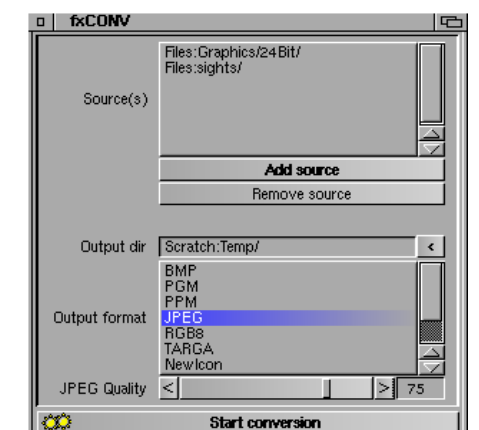 fxCONV
Files:Graphics/24Bit/
Files:sights/
Source(s)
Add source
Remove source
Output dir Scratch:Temp/ <
BMP
PGM
PPM
Output format JPEG
RGB8
TARGA
NewIcon
JPEG Quality < > 75
Start conversion